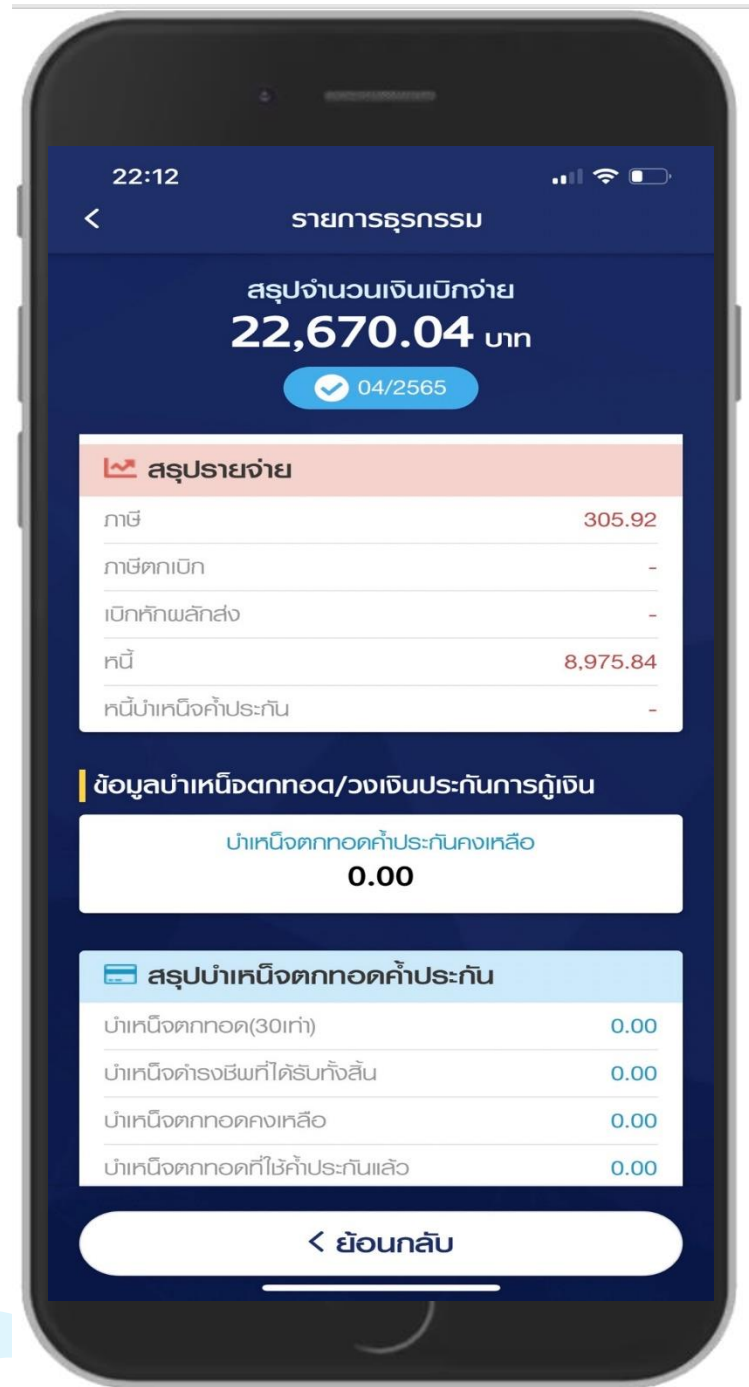 22:12
< รายการธุรกรรม
สรุปจำนวนเงินเบิกจ่าย
22,670.04 บาท
04/2565
สรุปรายจ่าย
ภาษี 305.92
ภาษีตกเบิก -
เบิกหักผลักส่ง -
หนี้ 8,975.84
หนี้บำเหน็จค้ำประกัน -
ข้อมูลบำเหน็จตกทอด/วงเงินประกันการกู้เงิน
บำเหน็จตกทอดค้ำประกันคงเหลือ
0.00
สรุปบำเหน็จตกทอดค้ำประกัน
บำเหน็จตกทอด(30เท่า) 0.00
บำเหน็จดำรงชีพที่ได้รับทั้งสิ้น 0.00
บำเหน็จตกทอดคงเหลือ 0.00
บำเหน็จตกทอดที่ใช้ค้ำประกันแล้ว 0.00
< ย้อนกลับ